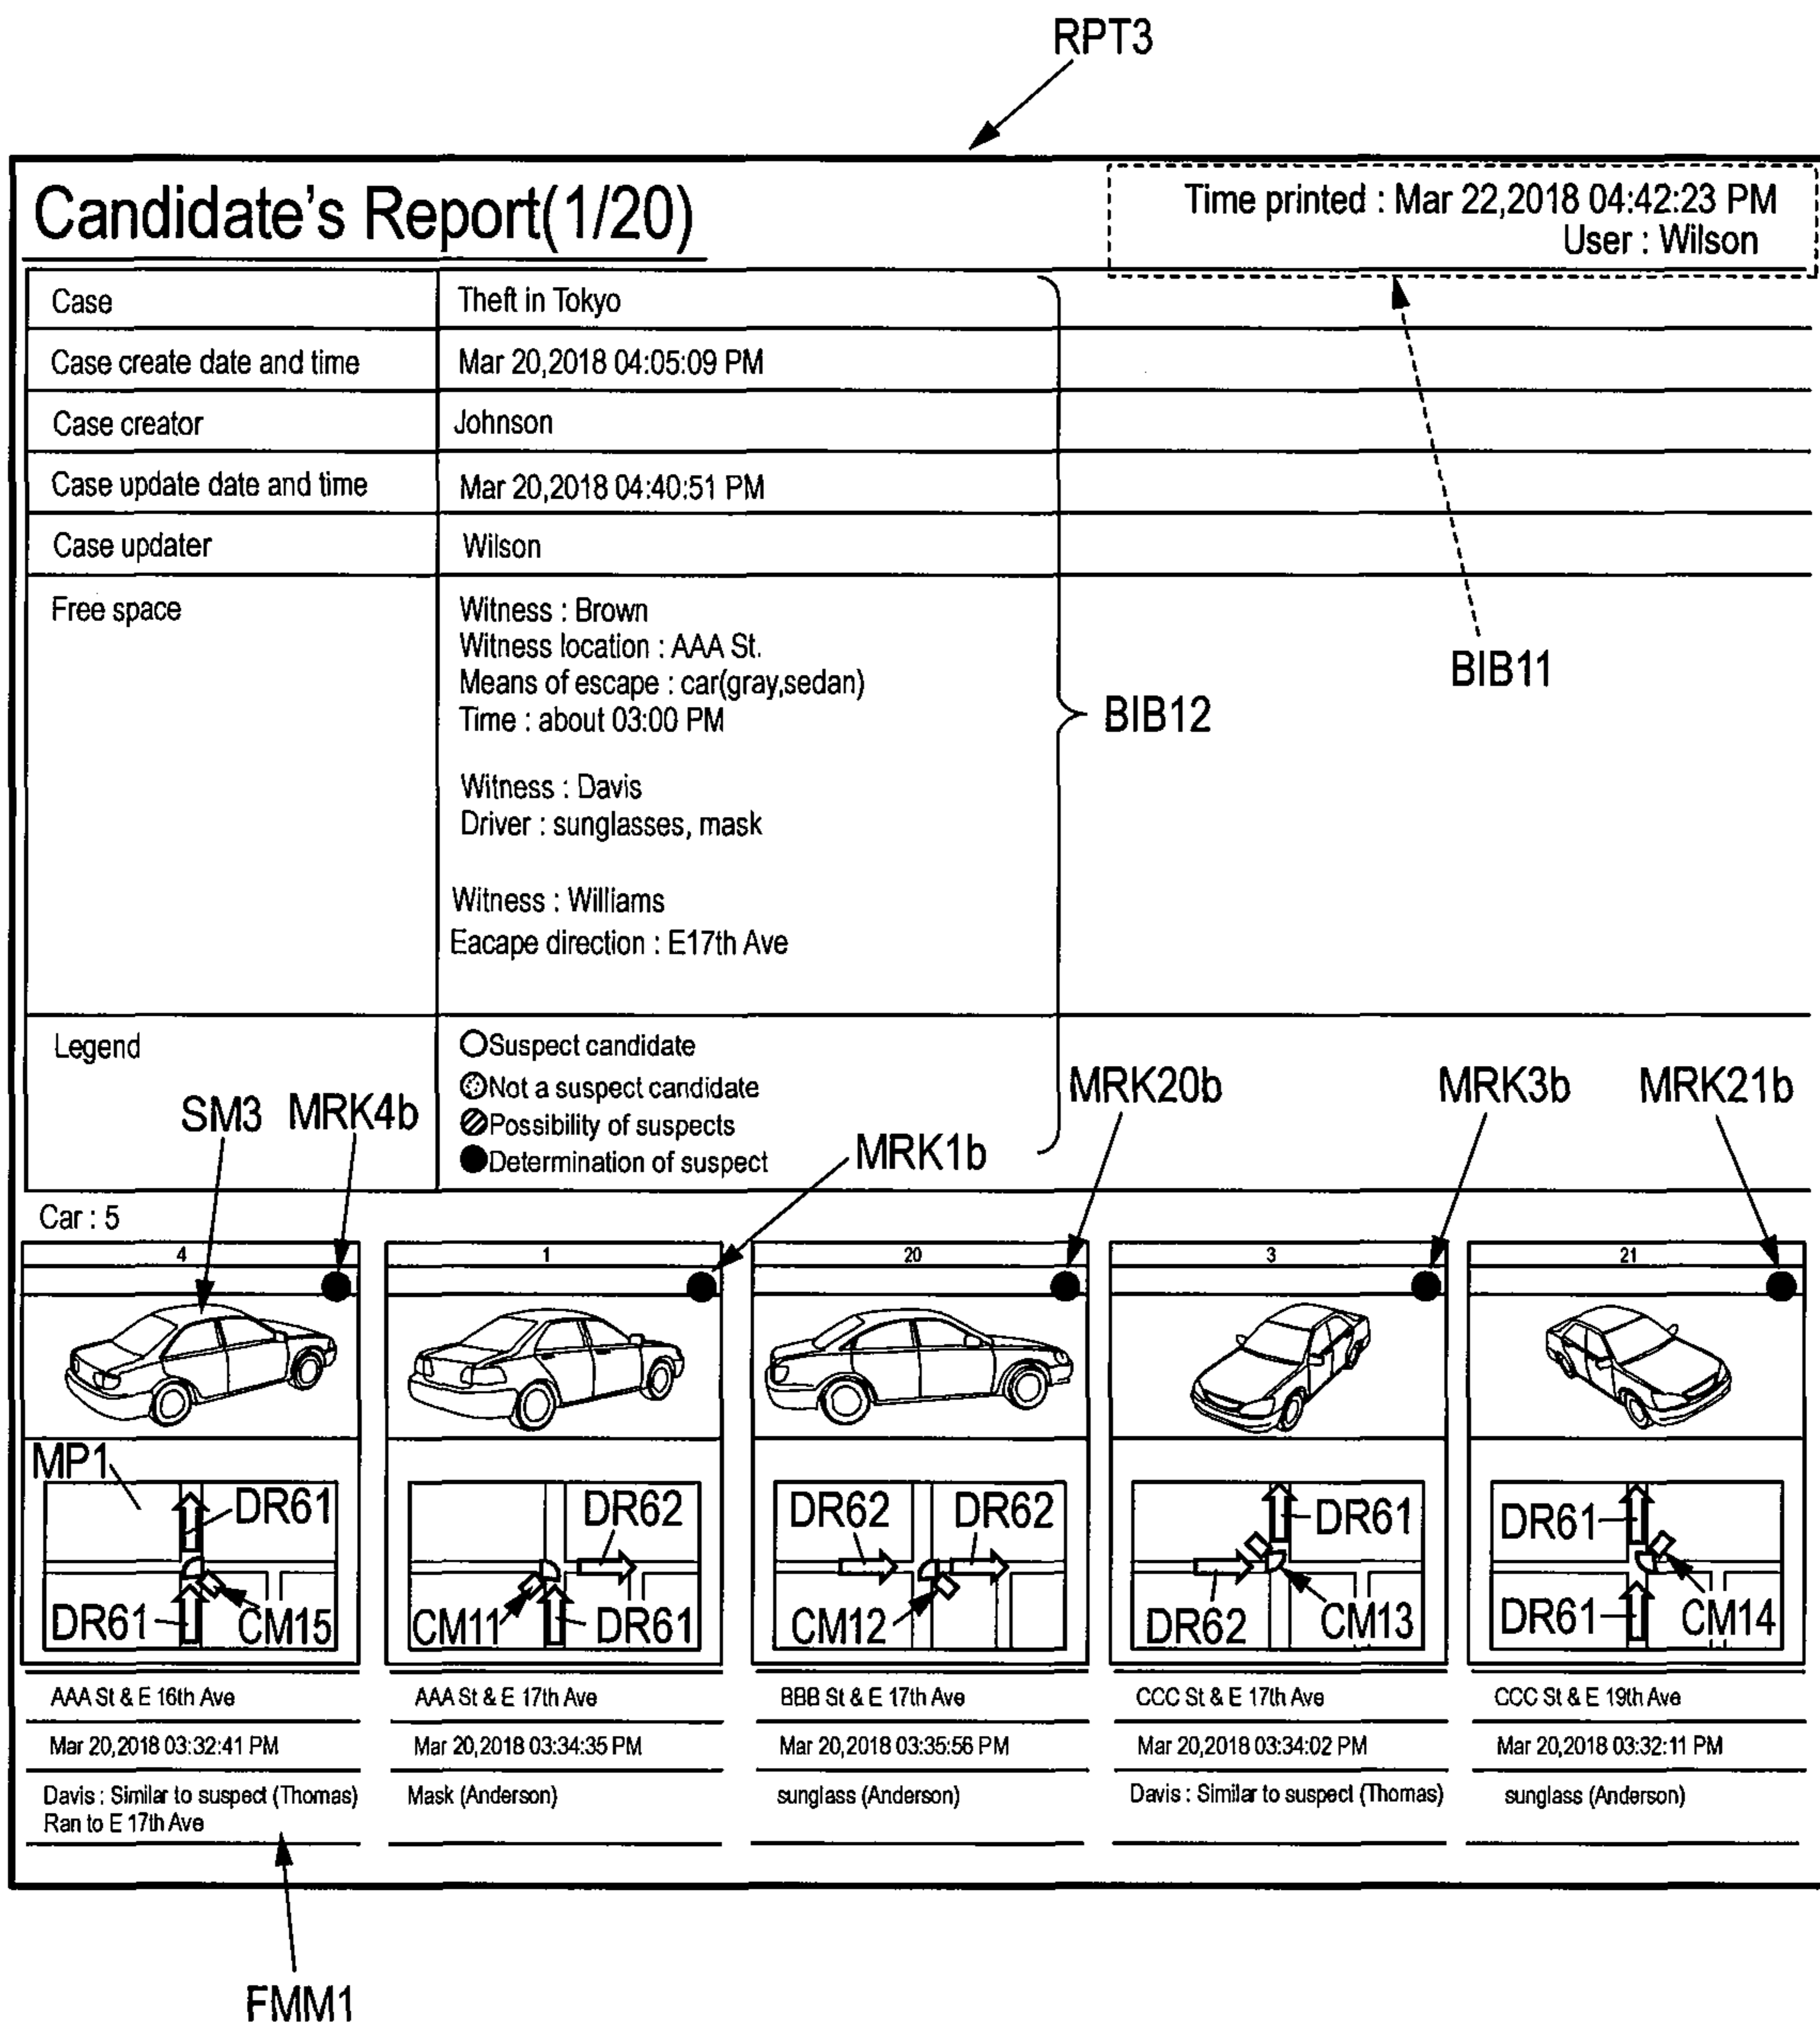 RPT3
Candidate's Report(1/20)
Time printed : Mar 22,2018 04:42:23 PM
User : Wilson
Case
Theft in Tokyo
Case create date and time
Mar 20,2018 04:05:09 PM
Case creator
Johnson
Case update date and time
Mar 20,2018 04:40:51 PM
Case updater
Wilson
Free space
Witness : Brown
Witness location : AAA St.
Means of escape : car(gray,sedan)
Time : about 03:00 PM
Witness : Davis
Driver : sunglasses, mask
Witness : Williams
Eacape direction : E17th Ave
BIB11
BIB12
Legend
Suspect candidate
Not a suspect candidate
Possibility of suspects
Determination of suspect
SM3
MRK4b
MRK1b
MRK20b
MRK3b
MRK21b
Car : 5
4
MP1
DR61
DR61
CM15
AAA St & E 16th Ave
Mar 20,2018 03:32:41 PM
Davis : Similar to suspect (Thomas)
Ran to E 17th Ave
1
DR62
CM11
DR61
AAA St & E 17th Ave
Mar 20,2018 03:34:35 PM
Mask (Anderson)
20
DR62
DR62
CM12
BBB St & E 17th Ave
Mar 20,2018 03:35:56 PM
sunglass (Anderson)
3
DR61
DR62
CM13
CCC St & E 17th Ave
Mar 20,2018 03:34:02 PM
Davis : Similar to suspect (Thomas)
21
DR61
DR61
CM14
CCC St & E 19th Ave
Mar 20,2018 03:32:11 PM
sunglass (Anderson)
FMM1